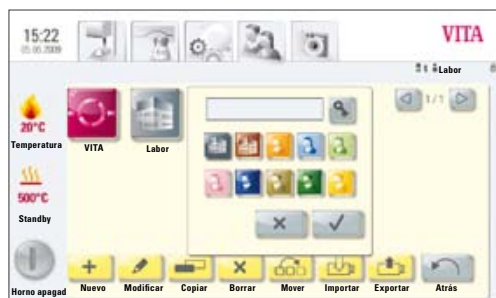 15:22
05.06.2009
VITA
Labor
1/1
20°C
Temperatura
VITA
Labor
500°C
Standby
Horno apagad
Nuevo
Modificar
Copiar
Borrar
Mover
Importar
Exportar
Atrás